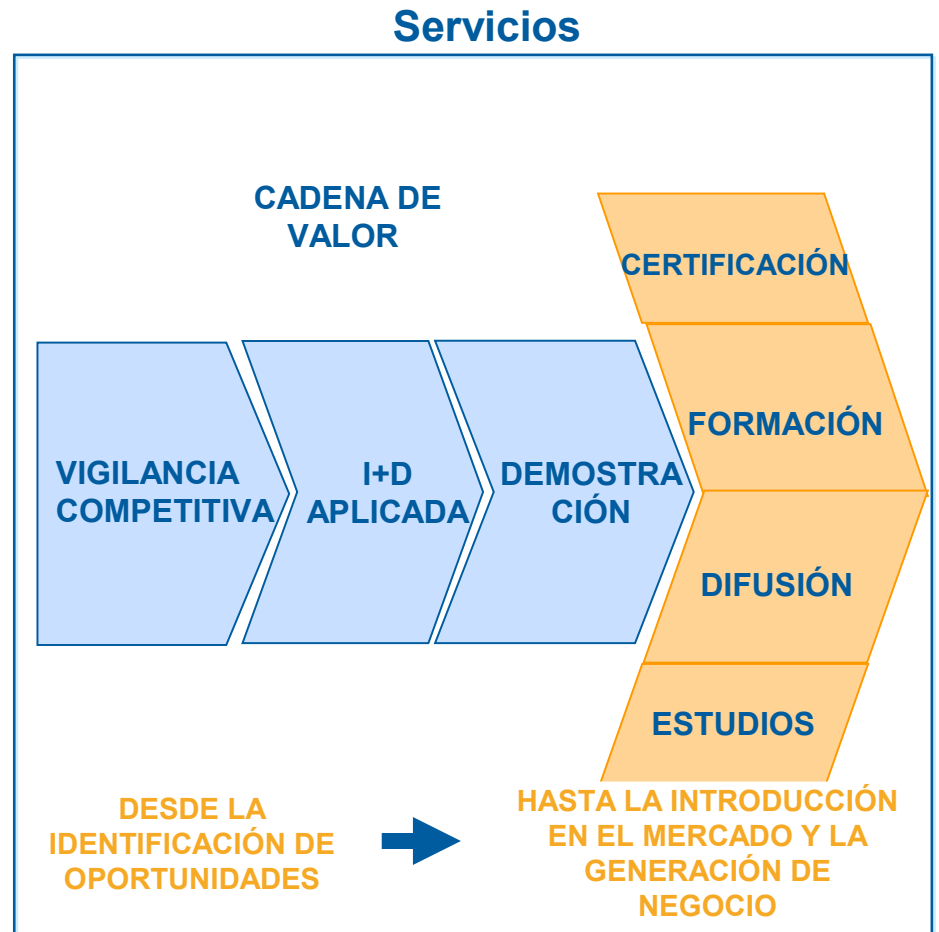 Servicios
CADENA DE
VALOR
CERTIFICACIÓN
FORMACIÓN
VIGILANCIA
COMPETITIVA
I+D
APLICADA
DEMOSTRA
CIÓN
DIFUSIÓN
ESTUDIOS
DESDE LA
IDENTIFICACIÓN DE
OPORTUNIDADES
HASTA LA INTRODUCCIÓN
EN EL MERCADO Y LA
GENERACIÓN DE
NEGOCIO